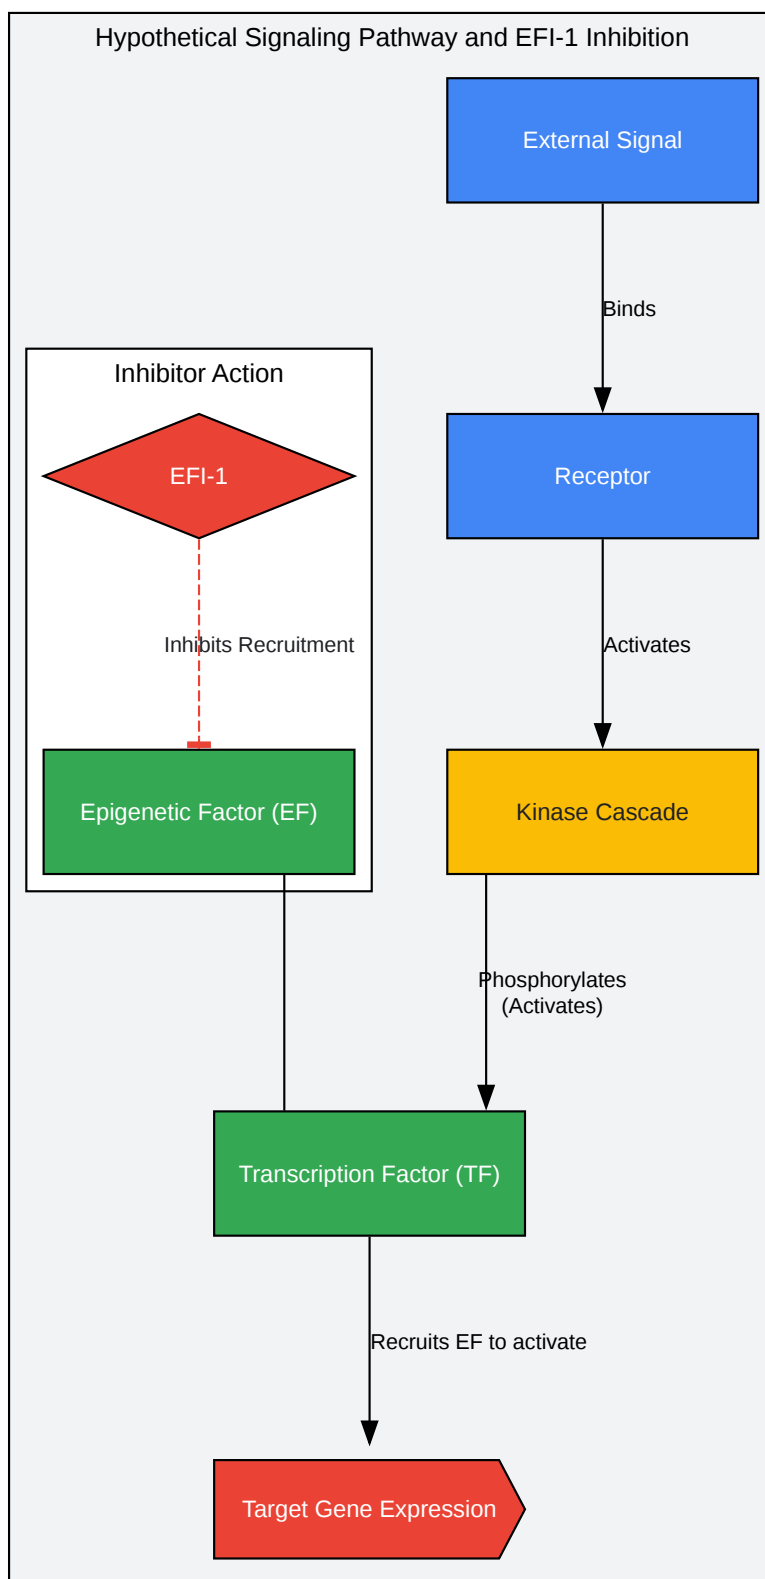 Hypothetical Signaling Pathway and EFI-1 Inhibition
External Signal
Binds
Inhibitor Action
EFI-1
Receptor
Inhibits Recruitment
Activates
Epigenetic Factor (EF)
Kinase Cascade
Phosphorylates
(Activates)
Transcription Factor (TF)
Recruits EF to activate
Target Gene Expression